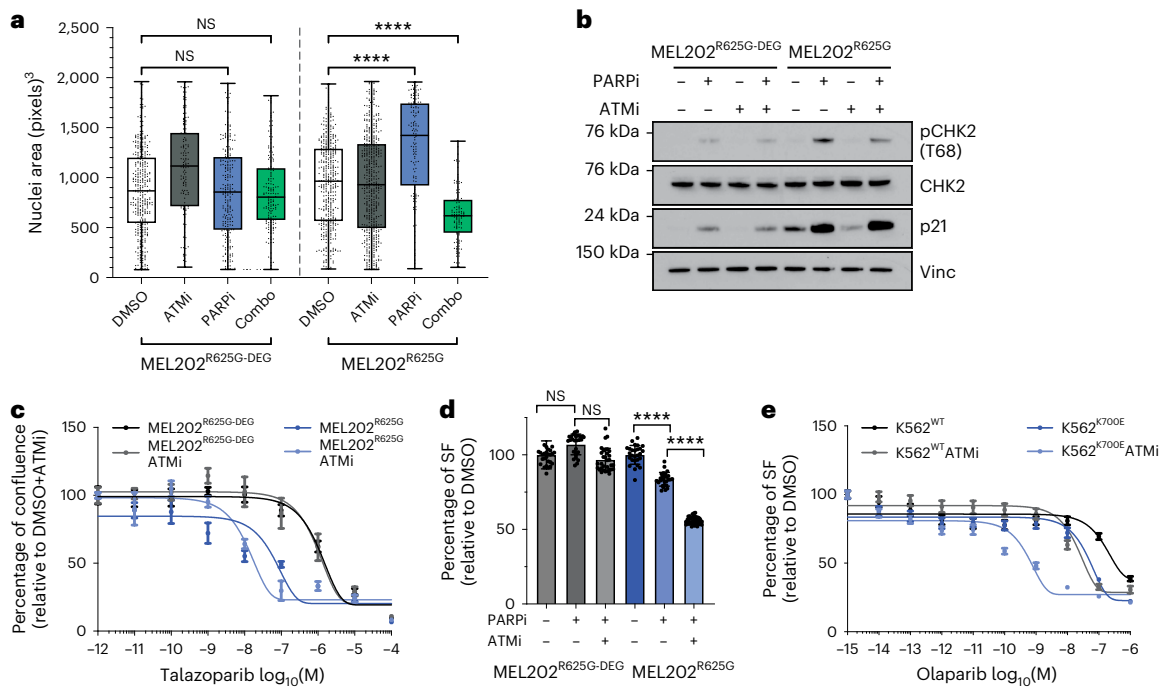 a
NS
NS
****
****
Nuclei area (pixels)³
2,500
2,000
1,500
1,000
500
0
DMSO
ATMi
PARPi
Combo
DMSO
ATMi
PARPi
Combo
MEL202R625G-DEG
MEL202R625G
b
MEL202R625G-DEG MEL202R625G
PARPi – + – + – + – +
ATMi – – + + – – + +
76 kDa
pCHK2
(T68)
76 kDa
CHK2
24 kDa
p21
150 kDa
Vinc
c
MEL202R625G-DEG
MEL202R625G-DEG
ATMi
MEL202R625G
MEL202R625G
ATMi
Percentage of confluence
(relative to DMSO+ATMi)
150
100
50
0
–12 –11 –10 –9 –8 –7 –6 –5 –4
Talazoparib log10(M)
d
NS
NS
****
****
Percentage of SF
(relative to DMSO)
100
50
0
PARPi – + + – + +
ATMi – – + – – +
MEL202R625G-DEG MEL202R625G
e
K562WT
K562WTATMi
K562K700E
K562K700EATMi
Percentage of SF
(relative to DMSO)
150
100
50
0
–15 –14 –13 –12 –11 –10 –9 –8 –7 –6
Olaparib log10(M)